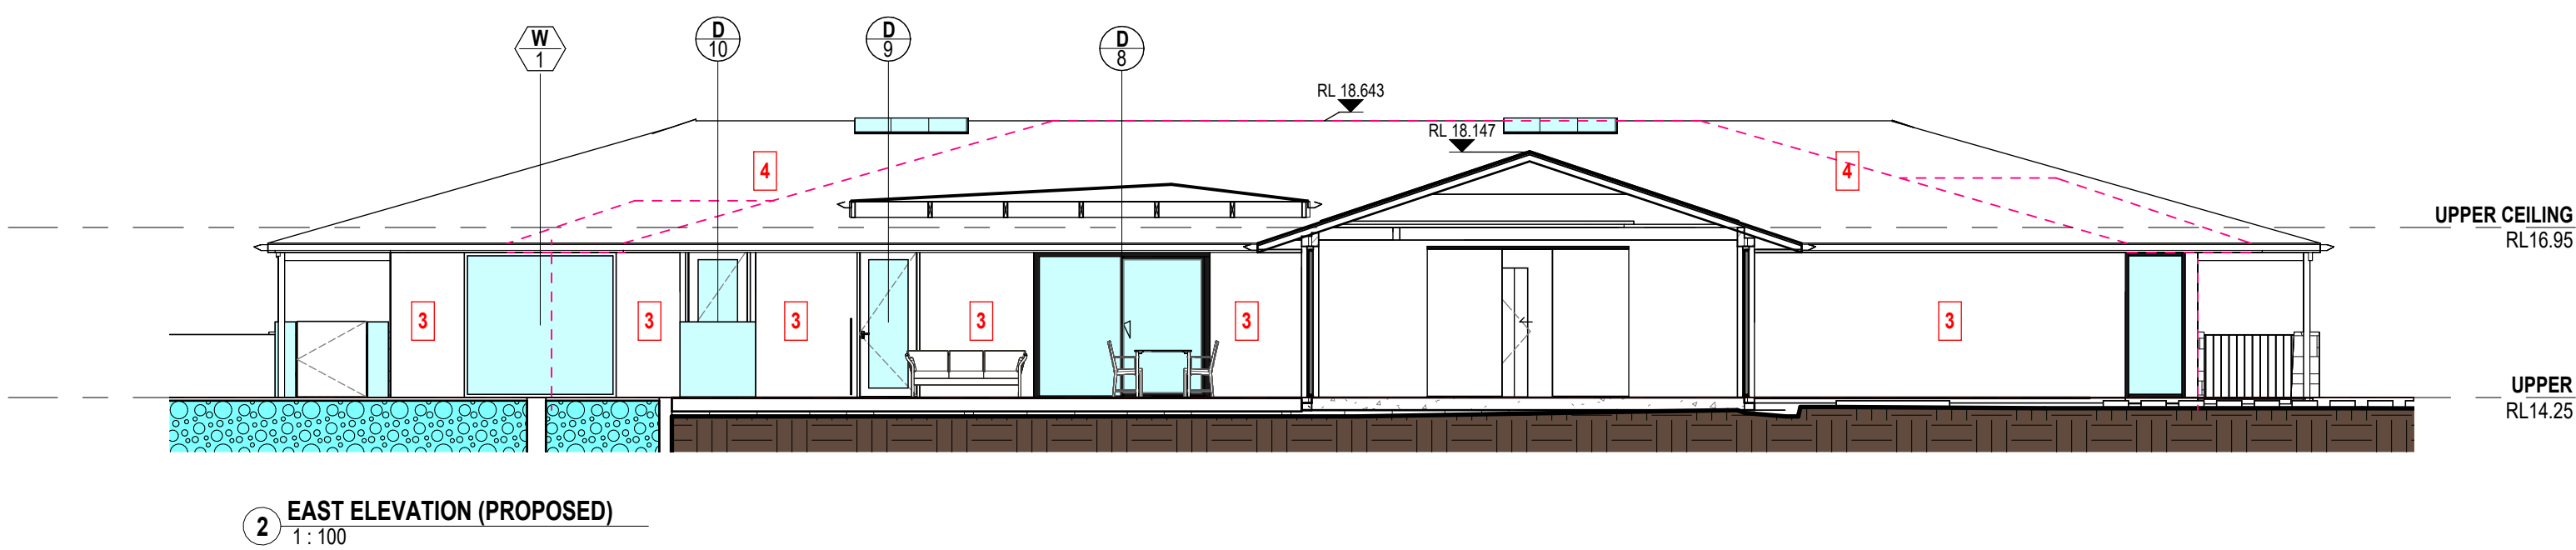 W
1
D
10
D
9
D
8
RL 18.643
RL 18.147
4
4
UPPER CEILING
RL16.95
3
3
3
3
3
3
UPPER
RL14.25
2
EAST ELEVATION (PROPOSED)
1 : 100